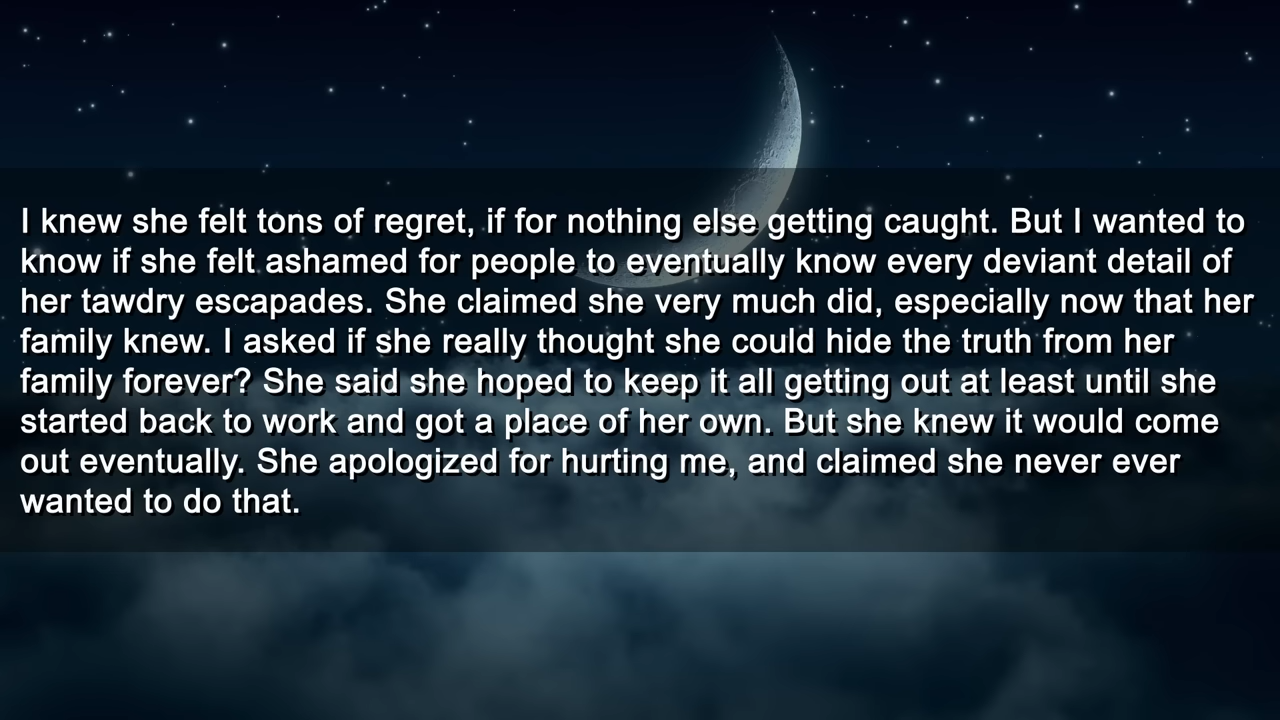 I knew she felt tons of regret, if for nothing else getting caught. But I wanted to
know if she felt ashamed for people to eventually know every deviant detail of
her tawdry escapades. She claimed she very much did, especially now that her
family knew. I asked if she really thought she could hide the truth from her
family forever? She said she hoped to keep it all getting out at least until she
started back to work and got a place of her own. But she knew it would come
out eventually. She apologized for hurting me, and claimed she never ever
wanted to do that.